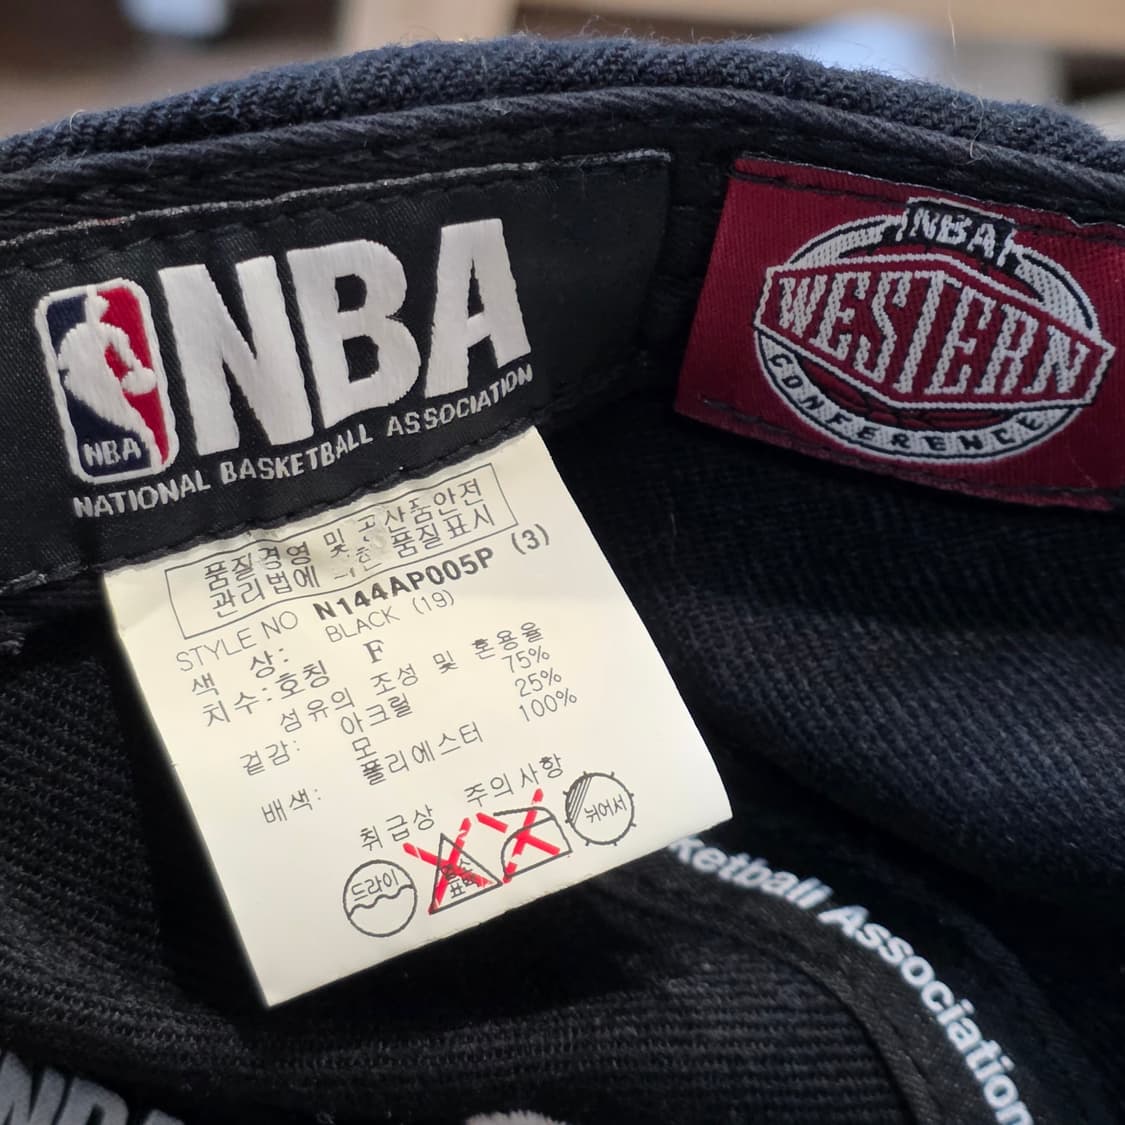 NBA
NBA
NATIONAL BASKETBALL ASSOCIATION
NBA
WESTERN
CONFERENCE
품질경영 및 공산품안전
관리법에 한 품질표시
STYLE NO N144AP005P (3)
색 상: BLACK (19)
치수:호칭 F
섬유의 조성 및 혼용율
겉감: 아크릴 75%
모 25%
배색: 폴리에스터 100%
취급상 주의사항
드라이
염소
표백
뉘어서
ketball Association